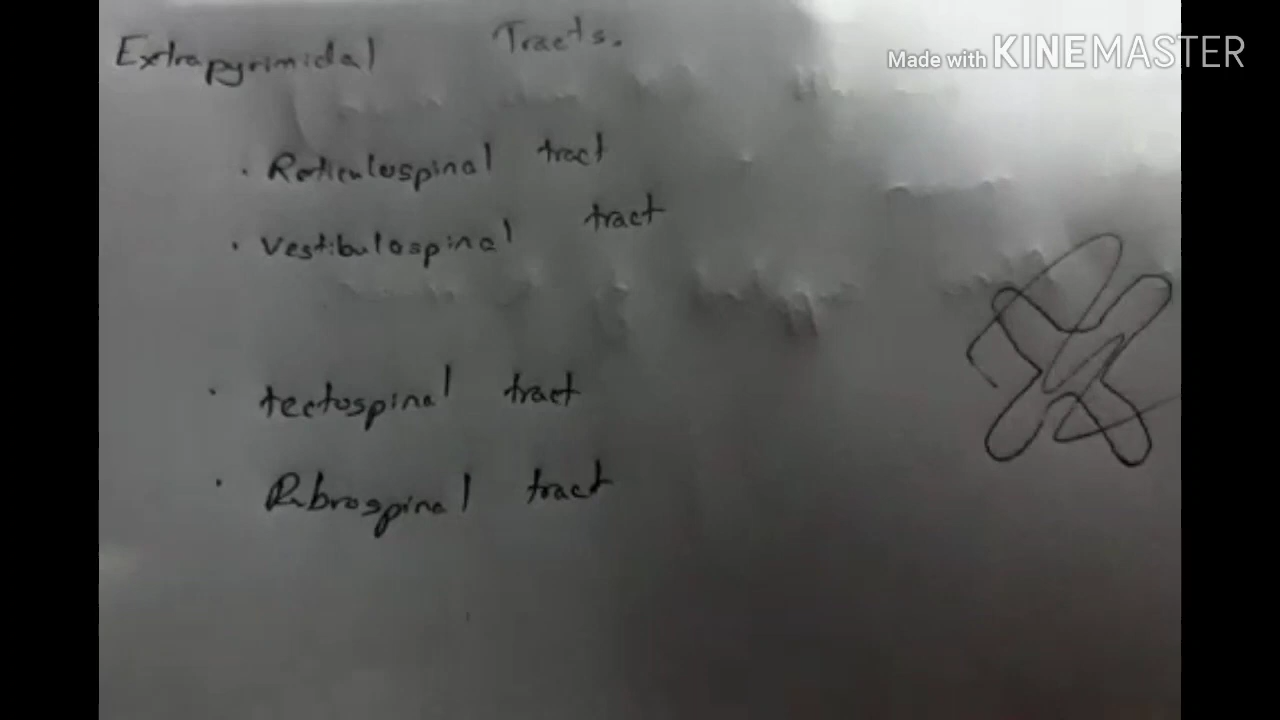 Extrapyrimidal Tracts.
Made with KINEMASTER
. Reticulospinal tract
. Vestibulospinal tract
. tectospinal tract
. Rubrospinal tract